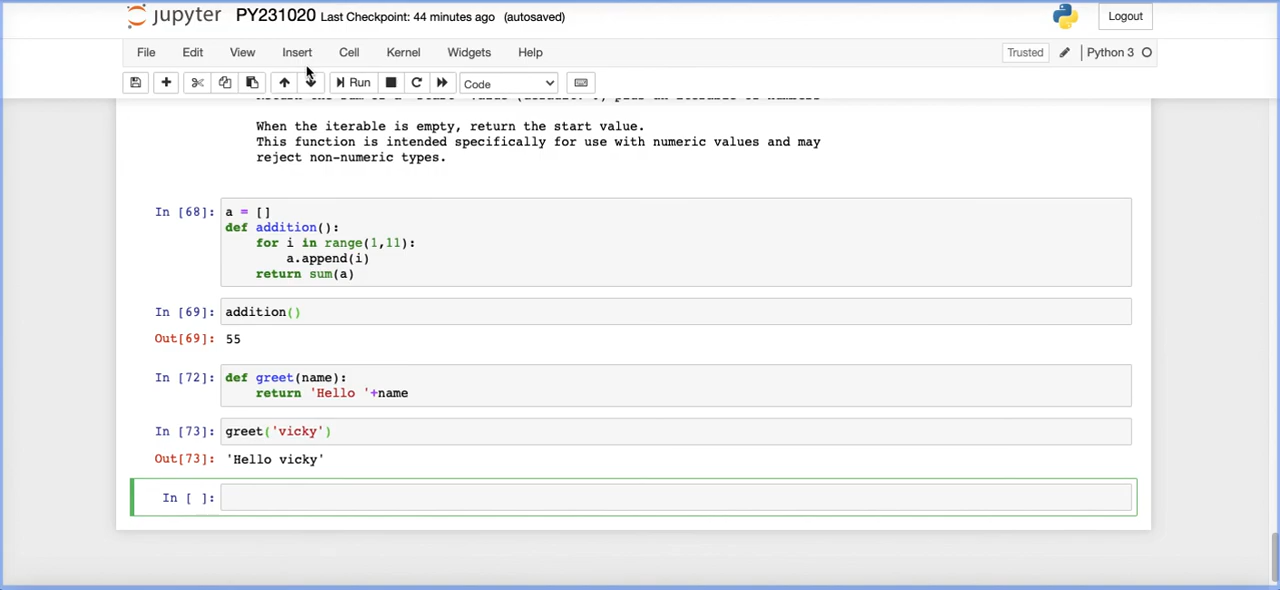 jupyter PY231020 Last Checkpoint: 44 minutes ago (autosaved) Logout
File Edit View Insert Cell Kernel Widgets Help Trusted Python 3
Run Code
When the iterable is empty, return the start value.
This function is intended specifically for use with numeric values and may
reject non-numeric types.
In [68]: a = []
def addition():
for i in range(1,11):
a.append(i)
return sum(a)
In [69]: addition()
Out[69]: 55
In [72]: def greet(name):
return 'Hello '+name
In [73]: greet('vicky')
Out[73]: 'Hello vicky'
In [ ]: